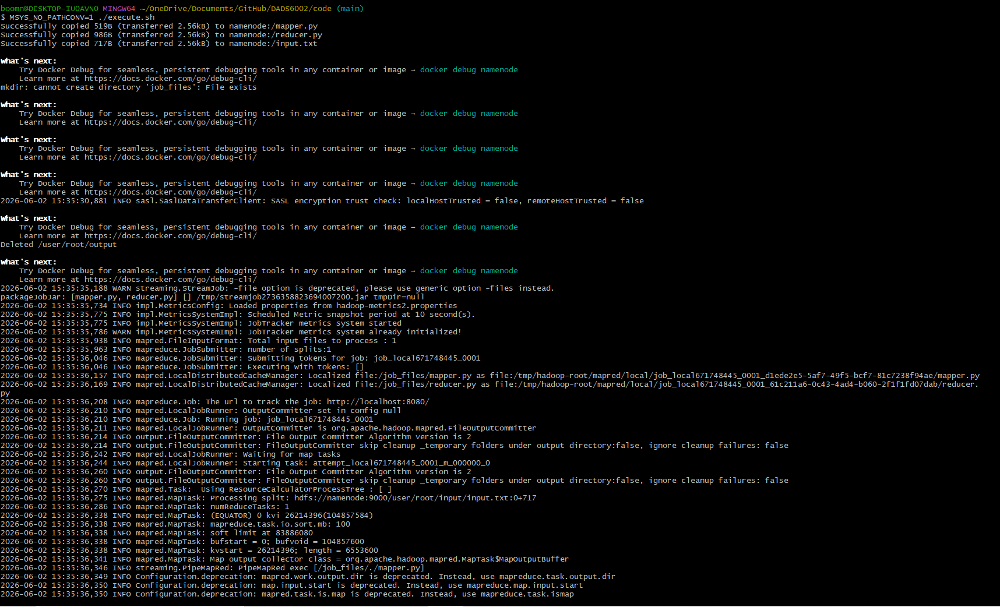 boomn@DESKTOP-IU0AVN0 MINGW64 ~/OneDrive/Documents/GitHub/DADS6002/code (main)
$ MSYS_NO_PATHCONV=1 ./execute.sh
Successfully copied 519B (transferred 2.56kB) to namenode:/mapper.py
Successfully copied 986B (transferred 2.56kB) to namenode:/reducer.py
Successfully copied 717B (transferred 2.56kB) to namenode:/input.txt
What's next:
Try Docker Debug for seamless, persistent debugging tools in any container or image → docker debug namenode
Learn more at https://docs.docker.com/go/debug-cli/
mkdir: cannot create directory 'job_files': File exists
What's next:
Try Docker Debug for seamless, persistent debugging tools in any container or image → docker debug namenode
Learn more at https://docs.docker.com/go/debug-cli/
What's next:
Try Docker Debug for seamless, persistent debugging tools in any container or image → docker debug namenode
Learn more at https://docs.docker.com/go/debug-cli/
What's next:
Try Docker Debug for seamless, persistent debugging tools in any container or image → docker debug namenode
Learn more at https://docs.docker.com/go/debug-cli/
2026-06-02 15:35:30,881 INFO sasl.SaslDataTransferClient: SASL encryption trust check: localHostTrusted = false, remoteHostTrusted = false
What's next:
Try Docker Debug for seamless, persistent debugging tools in any container or image → docker debug namenode
Learn more at https://docs.docker.com/go/debug-cli/
Deleted /user/root/output
What's next:
Try Docker Debug for seamless, persistent debugging tools in any container or image → docker debug namenode
Learn more at https://docs.docker.com/go/debug-cli/
2026-06-02 15:35:35,188 WARN streaming.StreamJob: -file option is deprecated, please use generic option -files instead.
packageJobJar: [mapper.py, reducer.py] [] /tmp/streamjob2736358823694007200.jar tmpDir=null
2026-06-02 15:35:35,734 INFO impl.MetricsConfig: Loaded properties from hadoop-metrics2.properties
2026-06-02 15:35:35,775 INFO impl.MetricsSystemImpl: Scheduled Metric snapshot period at 10 second(s).
2026-06-02 15:35:35,775 INFO impl.MetricsSystemImpl: JobTracker metrics system started
2026-06-02 15:35:35,786 WARN impl.MetricsSystemImpl: JobTracker metrics system already initialized!
2026-06-02 15:35:35,938 INFO mapred.FileInputFormat: Total input files to process : 1
2026-06-02 15:35:35,963 INFO mapreduce.JobSubmitter: number of splits:1
2026-06-02 15:35:36,046 INFO mapreduce.JobSubmitter: Submitting tokens for job: job_local671748445_0001
2026-06-02 15:35:36,046 INFO mapreduce.JobSubmitter: Executing with tokens: []
2026-06-02 15:35:36,157 INFO mapred.LocalDistributedCacheManager: Localized file:/job_files/mapper.py as file:/tmp/hadoop-root/mapred/local/job_local671748445_0001_d1ede2e5-5af7-49f5-bcf7-81c7238f94ae/mapper.py
2026-06-02 15:35:36,169 INFO mapred.LocalDistributedCacheManager: Localized file:/job_files/reducer.py as file:/tmp/hadoop-root/mapred/local/job_local671748445_0001_61c211a6-0c43-4ad4-b060-2f1f1fd07dab/reducer.
py
2026-06-02 15:35:36,208 INFO mapreduce.Job: The url to track the job: http://localhost:8080/
2026-06-02 15:35:36,210 INFO mapred.LocalJobRunner: OutputCommitter set in config null
2026-06-02 15:35:36,210 INFO mapreduce.Job: Running job: job_local671748445_0001
2026-06-02 15:35:36,211 INFO mapred.LocalJobRunner: OutputCommitter is org.apache.hadoop.mapred.FileOutputCommitter
2026-06-02 15:35:36,214 INFO output.FileOutputCommitter: File Output Committer Algorithm version is 2
2026-06-02 15:35:36,214 INFO output.FileOutputCommitter: FileOutputCommitter skip cleanup _temporary folders under output directory:false, ignore cleanup failures: false
2026-06-02 15:35:36,242 INFO mapred.LocalJobRunner: Waiting for map tasks
2026-06-02 15:35:36,244 INFO mapred.LocalJobRunner: Starting task: attempt_local671748445_0001_m_000000_0
2026-06-02 15:35:36,260 INFO output.FileOutputCommitter: File Output Committer Algorithm version is 2
2026-06-02 15:35:36,260 INFO output.FileOutputCommitter: FileOutputCommitter skip cleanup _temporary folders under output directory:false, ignore cleanup failures: false
2026-06-02 15:35:36,270 INFO mapred.Task:  Using ResourceCalculatorProcessTree : [ ]
2026-06-02 15:35:36,275 INFO mapred.MapTask: Processing split: hdfs://namenode:9000/user/root/input/input.txt:0+717
2026-06-02 15:35:36,286 INFO mapred.MapTask: numReduceTasks: 1
2026-06-02 15:35:36,338 INFO mapred.MapTask: (EQUATOR) 0 kvi 26214396(104857584)
2026-06-02 15:35:36,338 INFO mapred.MapTask: mapreduce.task.io.sort.mb: 100
2026-06-02 15:35:36,338 INFO mapred.MapTask: soft limit at 83886080
2026-06-02 15:35:36,338 INFO mapred.MapTask: bufstart = 0; bufvoid = 104857600
2026-06-02 15:35:36,338 INFO mapred.MapTask: kvstart = 26214396; length = 6553600
2026-06-02 15:35:36,341 INFO mapred.MapTask: Map output collector class = org.apache.hadoop.mapred.MapTask$MapOutputBuffer
2026-06-02 15:35:36,346 INFO streaming.PipeMapRed: PipeMapRed exec [/job_files/./mapper.py]
2026-06-02 15:35:36,349 INFO Configuration.deprecation: mapred.work.output.dir is deprecated. Instead, use mapreduce.task.output.dir
2026-06-02 15:35:36,350 INFO Configuration.deprecation: map.input.start is deprecated. Instead, use mapreduce.map.input.start
2026-06-02 15:35:36,350 INFO Configuration.deprecation: mapred.task.is.map is deprecated. Instead, use mapreduce.task.ismap